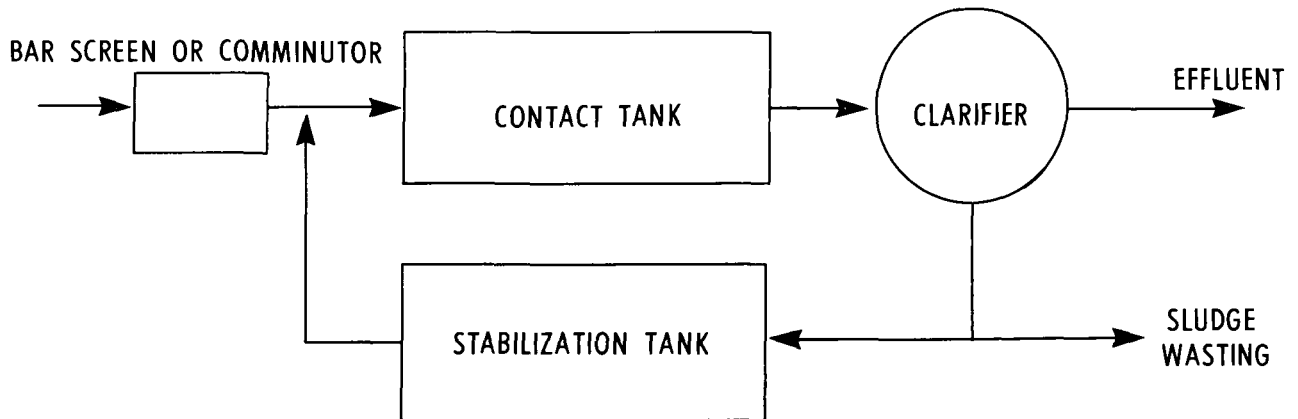 BAR SCREEN OR COMMINUTOR
CONTACT TANK
CLARIFIER
EFFLUENT
STABILIZATION TANK
SLUDGE
WASTING